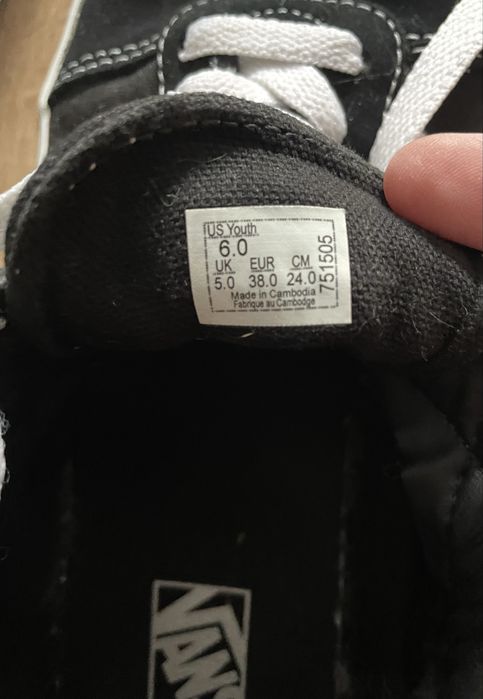 US Youth
6.0
UK EUR CM
5.0 38.0 24.0
Made in Cambodia
Fabrique au Cambodge
751505
VANS